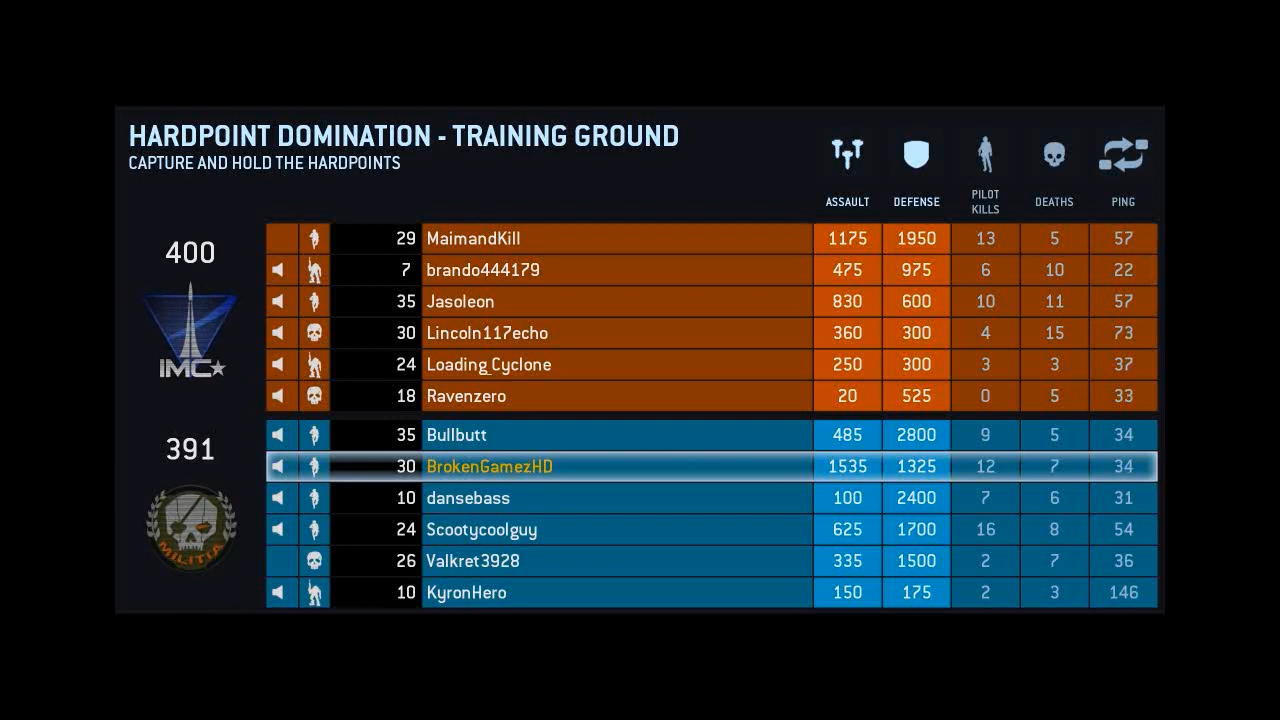 HARDPOINT DOMINATION - TRAINING GROUND
CAPTURE AND HOLD THE HARDPOINTS
ASSAULT DEFENSE PILOT KILLS DEATHS PING
400
IMC
29 MaimandKill 1175 1950 13 5 57
7 brando444179 475 975 6 10 22
35 Jasoleon 830 600 10 11 57
30 Lincoln117echo 360 300 4 15 73
24 Loading_Cyclone 250 300 3 3 37
18 Ravenzero 20 525 0 5 33
391
MILITIA
35 Bullbutt 485 2800 9 5 34
30 BrokenGamezHD 1535 1325 12 7 34
10 dansebass 100 2400 7 6 31
24 Scootycoolguy 625 1700 16 8 54
26 Valkret3928 335 1500 2 7 36
10 KyronHero 150 175 2 3 146